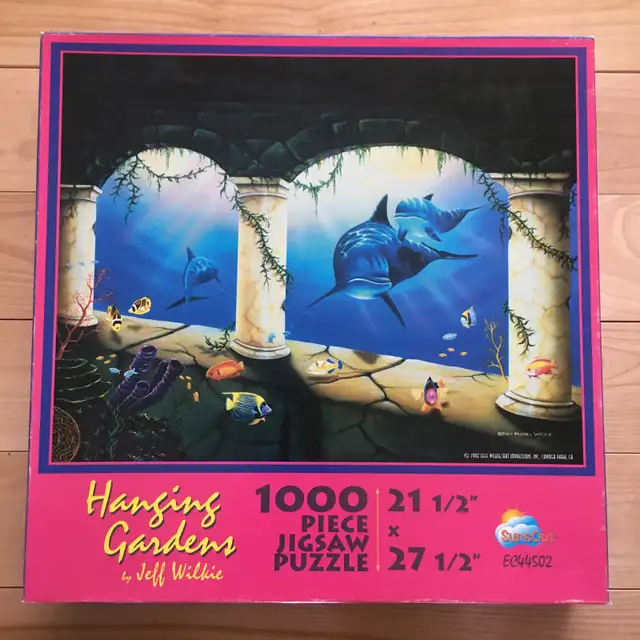 Hanging
Gardens
by Jeff Wilkie
1000
PIECE
JIGSAW
PUZZLE
21 1/2"
x
27 1/2"
SunsOut
EC44502